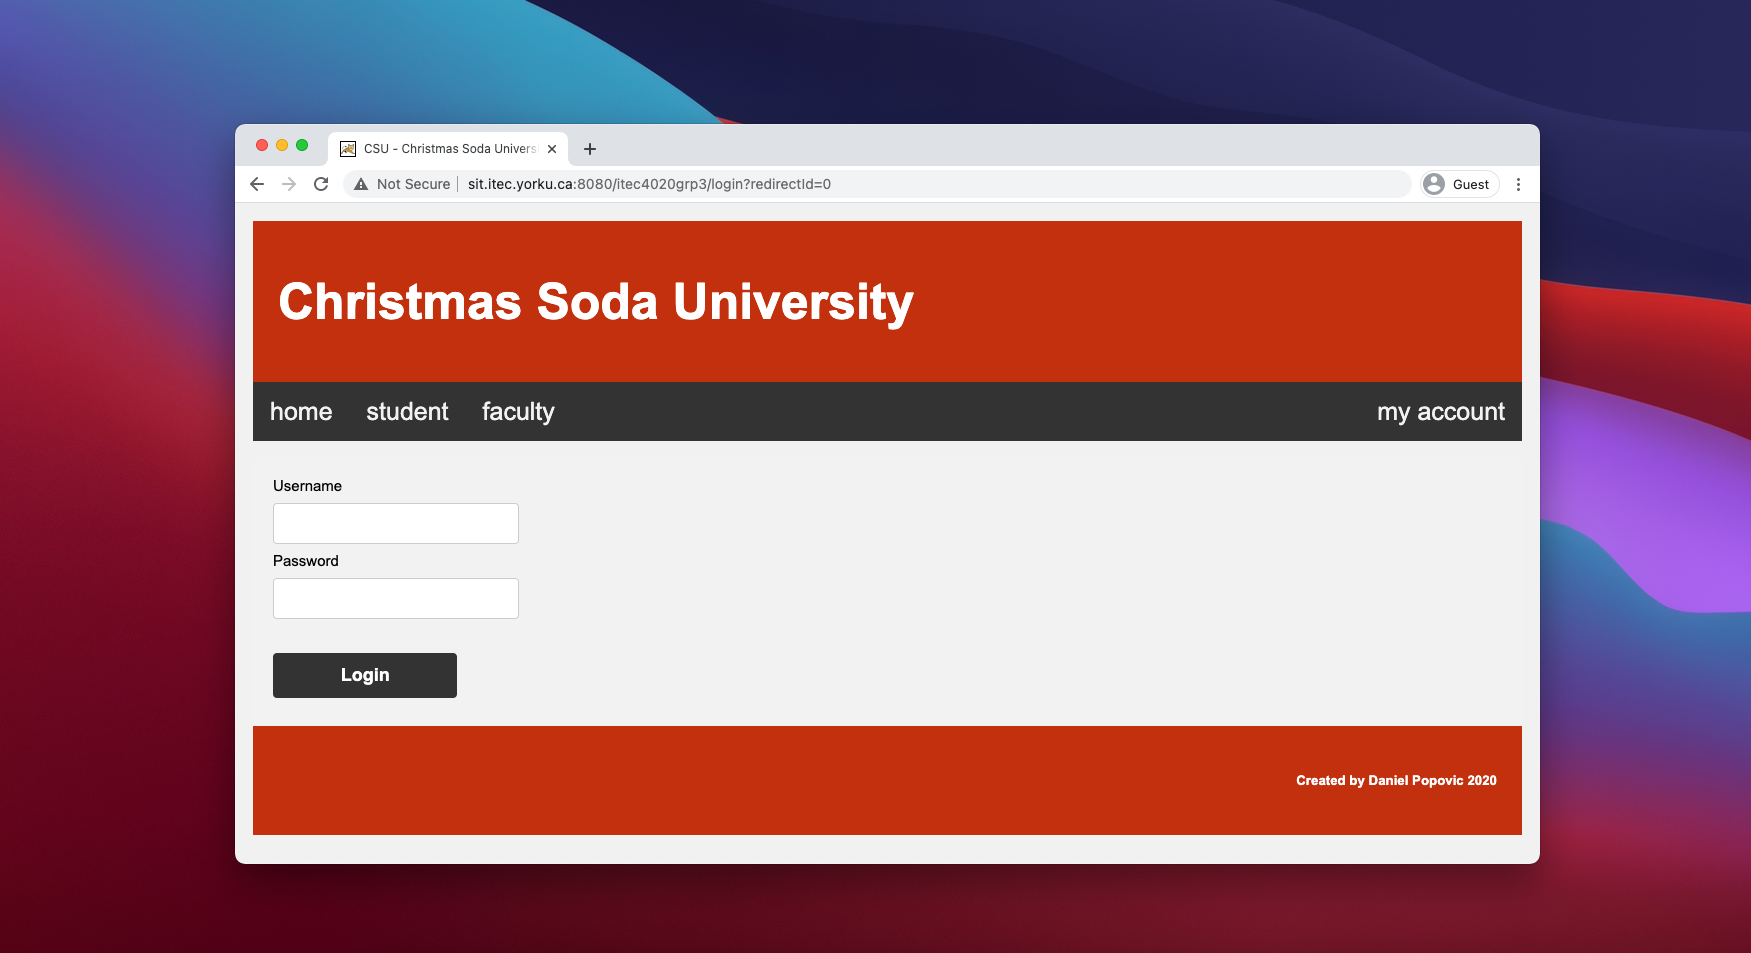 CSU - Christmas Soda Univers
Not Secure
sit.itec.yorku.ca:8080/itec4020grp3/login?redirectId=0
Guest
Christmas Soda University
home student faculty my account
Username
Password
Login
Created by Daniel Popovic 2020